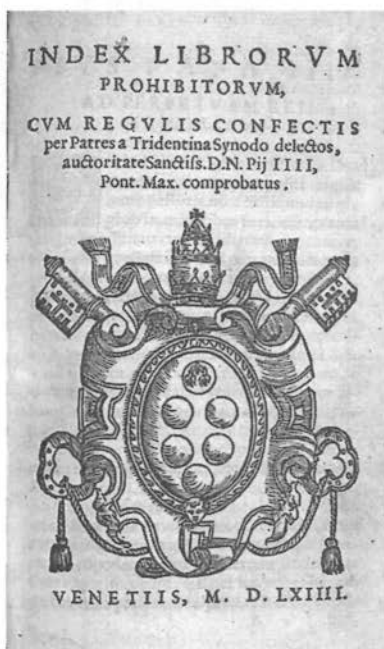 INDEX LIBRORVM
PROHIBITORVM,
CVM REGVLIS CONFECTIS
per Patres a Tridentina Synodo delectos,
auctoritate Sanctiss. D. N. Pij IIII,
Pont. Max. comprobatus.
VENETIIS, M. D. LXIIII.